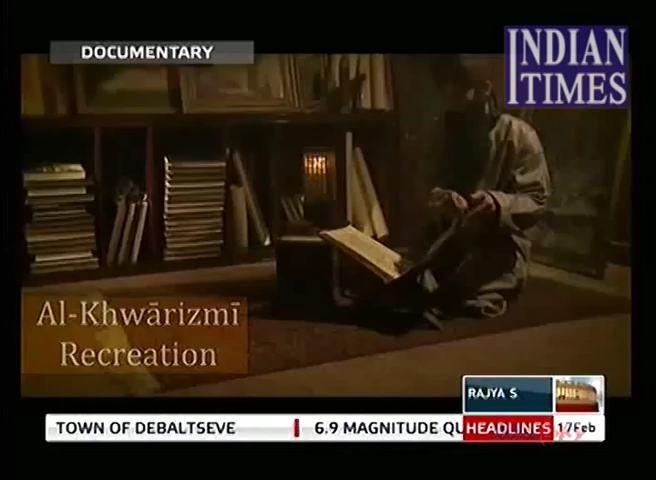 DOCUMENTARY
INDIAN
TIMES
Al-Khwārizmī
Recreation
RAJYA S
TOWN OF DEBALTSEVE
6.9 MAGNITUDE QU
HEADLINES
17Feb